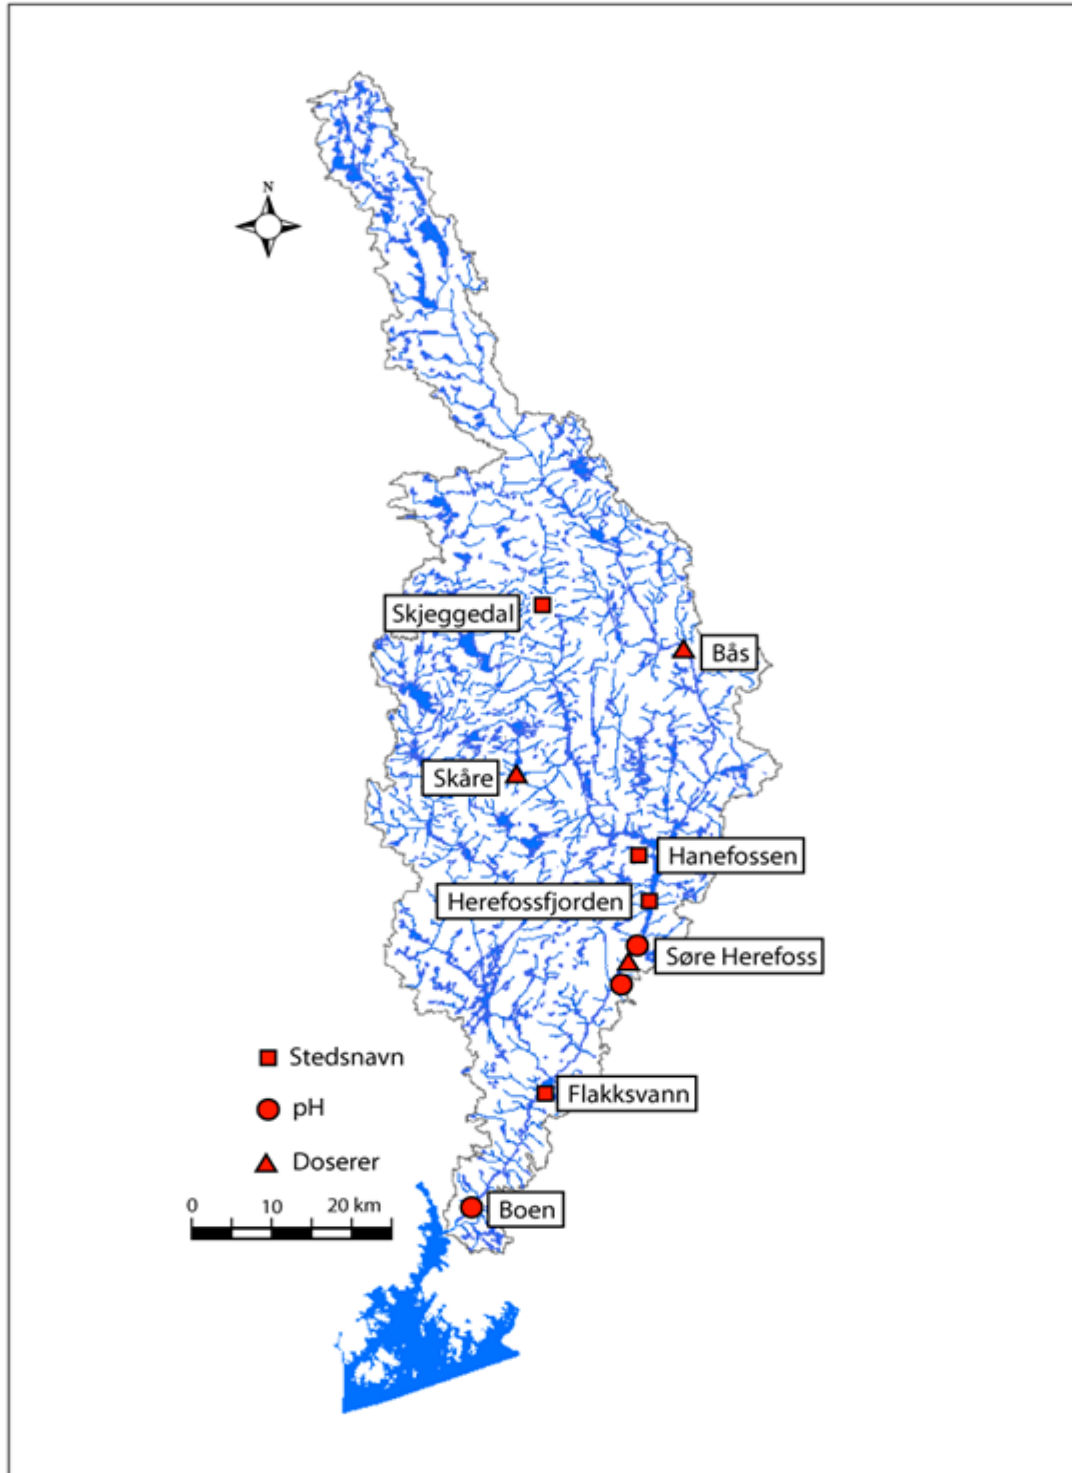 N
Skjeggedal
Bås
Skåre
Hanefossen
Herefossfjorden
Søre Herefoss
Stedsnavn
Flakksvann
pH
Doserer
0 10 20 km
Boen